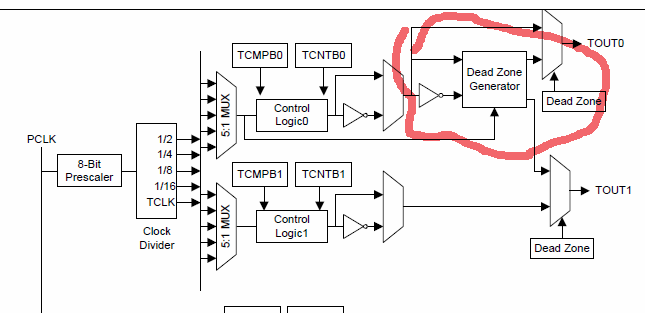 TCMPB0
TCNTB0
TOUT0
Dead Zone
Generator
Dead Zone
5:1 MUX
Control
Logic0
PCLK
8-Bit
Prescaler
1/2
1/4
1/8
1/16
TCLK
Clock
Divider
TCMPB1
TCNTB1
5:1 MUX
Control
Logic1
TOUT1
Dead Zone